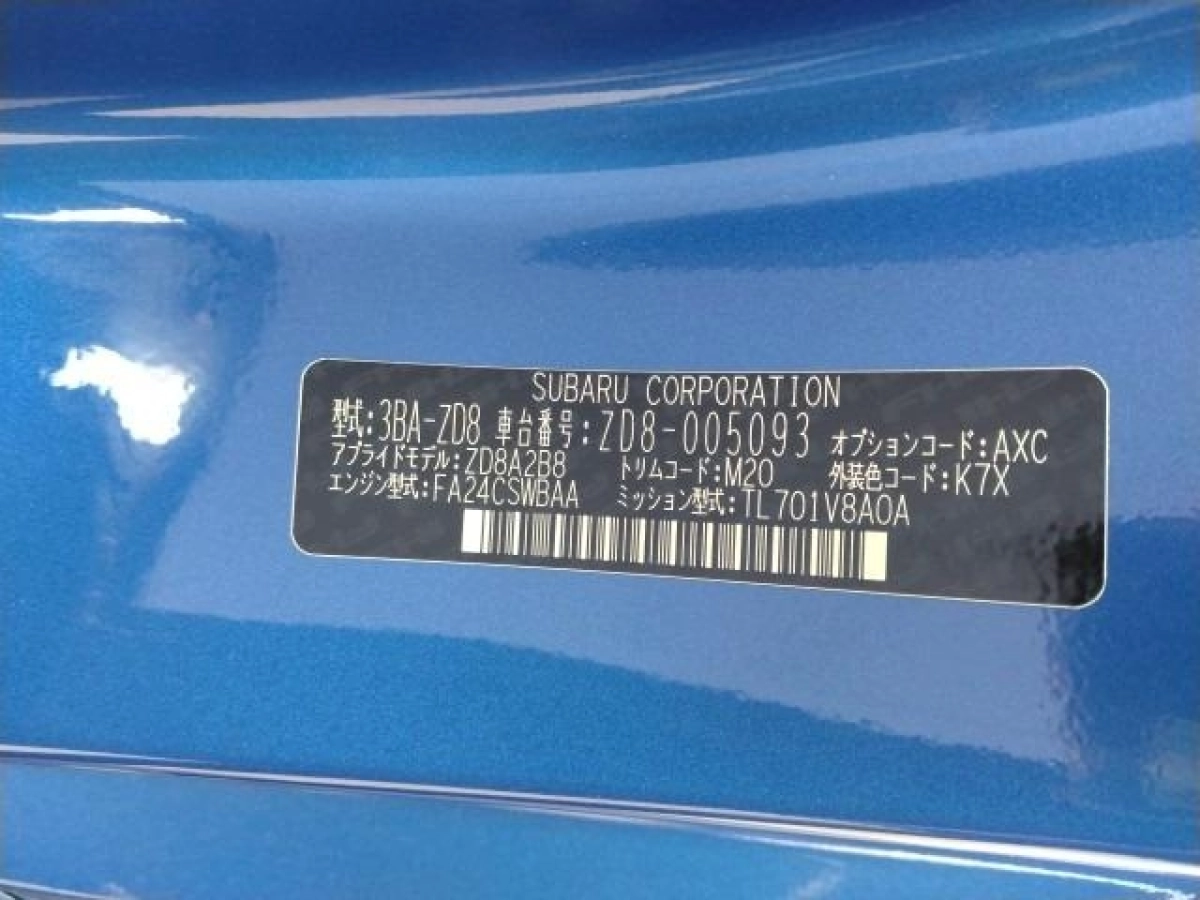 SUBARU CORPORATION
型式:3BA-ZD8 車台番号:ZD8-005093 オプションコード:AXC
アプライドモデル:ZD8A2B8 トリムコード:M20 外装色コード:K7X
エンジン型式:FA24CSWBAA ミッション型式:TL701V8A0A